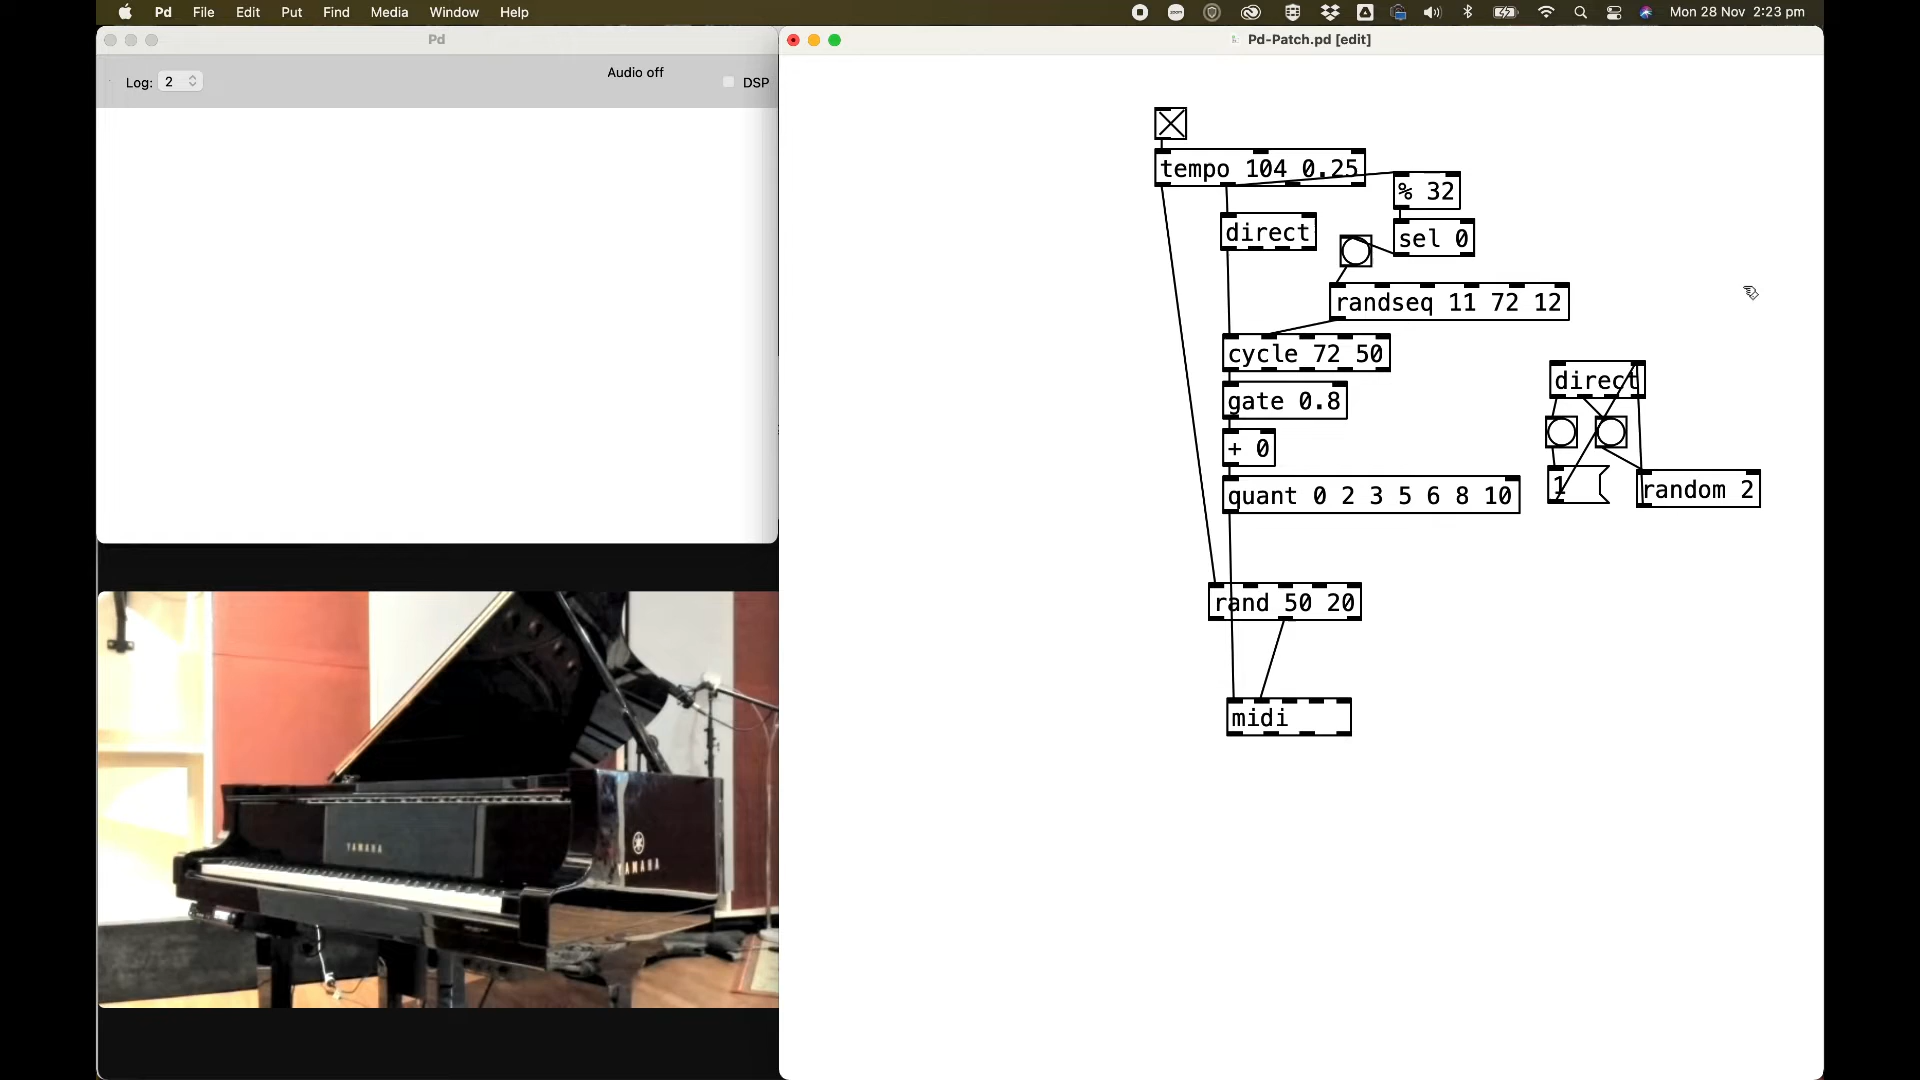 Pd File Edit Put Find Media Window Help
zoom
Mon 28 Nov 2:23 pm
Pd
Pd-Patch.pd [edit]
Log: 2
Audio off
DSP
tempo 104 0.25
% 32
direct
sel 0
randseq 11 72 12
cycle 72 50
direct
gate 0.8
+ 0
quant 0 2 3 5 6 8 10
1
random 2
rand 50 20
midi
YAMAHA
YAMAHA